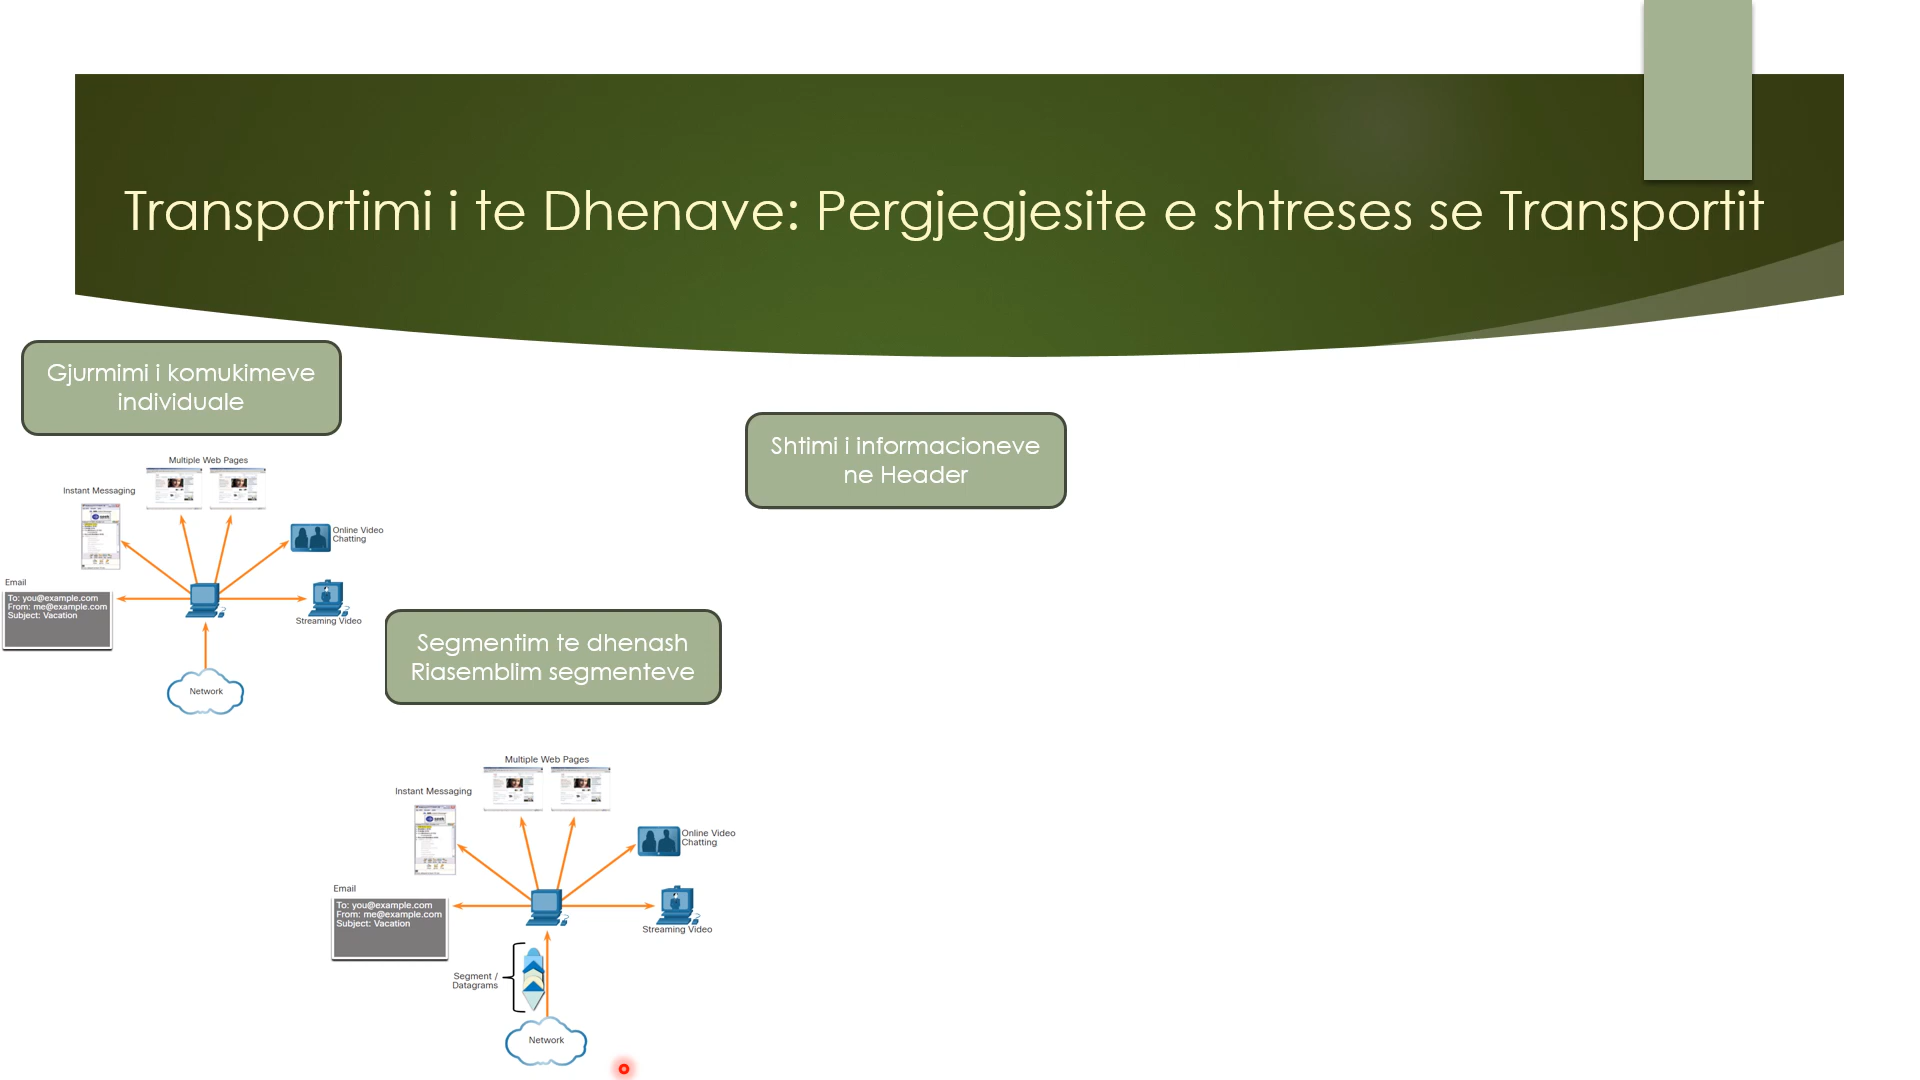 Transportimi i te Dhenave: Pergjegjesite e shtreses se Transportit
Gjurmimi i komukimeve
individuale
Multiple Web Pages
Instant Messaging
Online Video
Chatting
Email
To: you@example.com
From: me@example.com
Subject: Vacation
Streaming Video
Network
Segmentim te dhenash
Riasemblim segmenteve
Multiple Web Pages
Instant Messaging
Online Video
Chatting
Email
To: you@example.com
From: me@example.com
Subject: Vacation
Streaming Video
Segment /
Datagrams
Network
Shtimi i informacioneve
ne Header